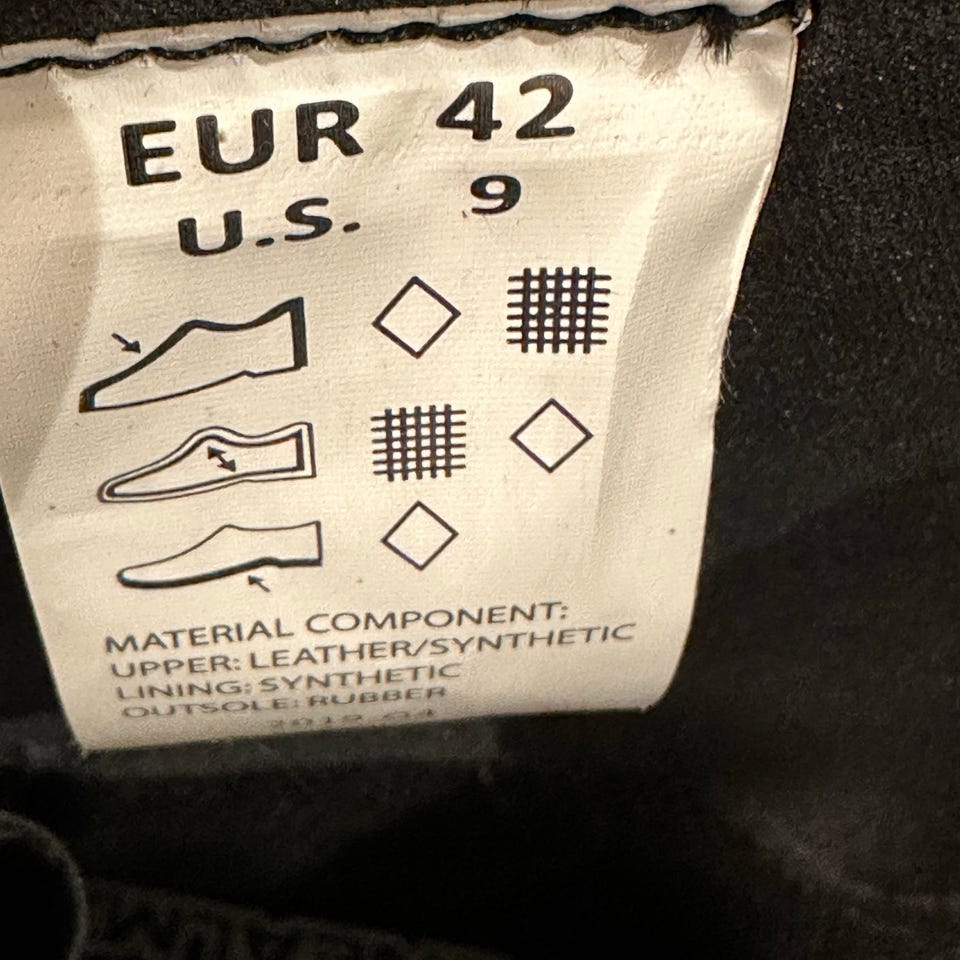 EUR 42
U.S. 9
MATERIAL COMPONENT:
UPPER: LEATHER/SYNTHETIC
LINING: SYNTHETIC
OUTSOLE: RUBBER